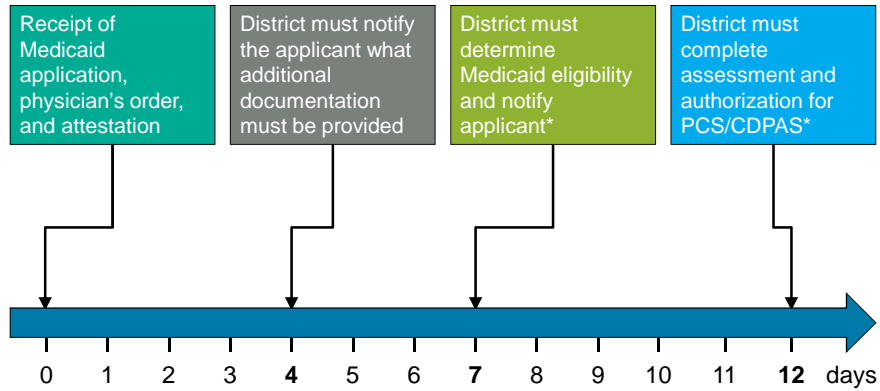 Receipt of
Medicaid
application,
physician's order,
and attestation
District must notify
the applicant what
additional
documentation
must be provided
District must
determine
Medicaid eligibility
and notify
applicant*
District must
complete
assessment and
authorization for
PCS/CDPAS*
0 1 2 3 4 5 6 7 8 9 10 11 12 days